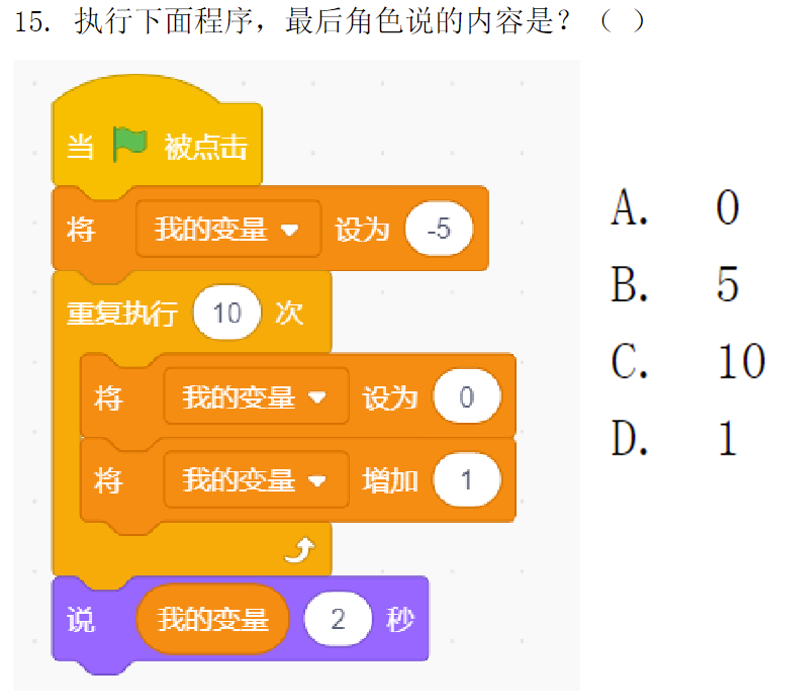 15. 执行下面程序，最后角色说的内容是？（ ）
当 被点击
将 我的变量 设为 -5
重复执行 10 次
将 我的变量 设为 0
将 我的变量 增加 1
说 我的变量 2 秒
A. 0
B. 5
C. 10
D. 1